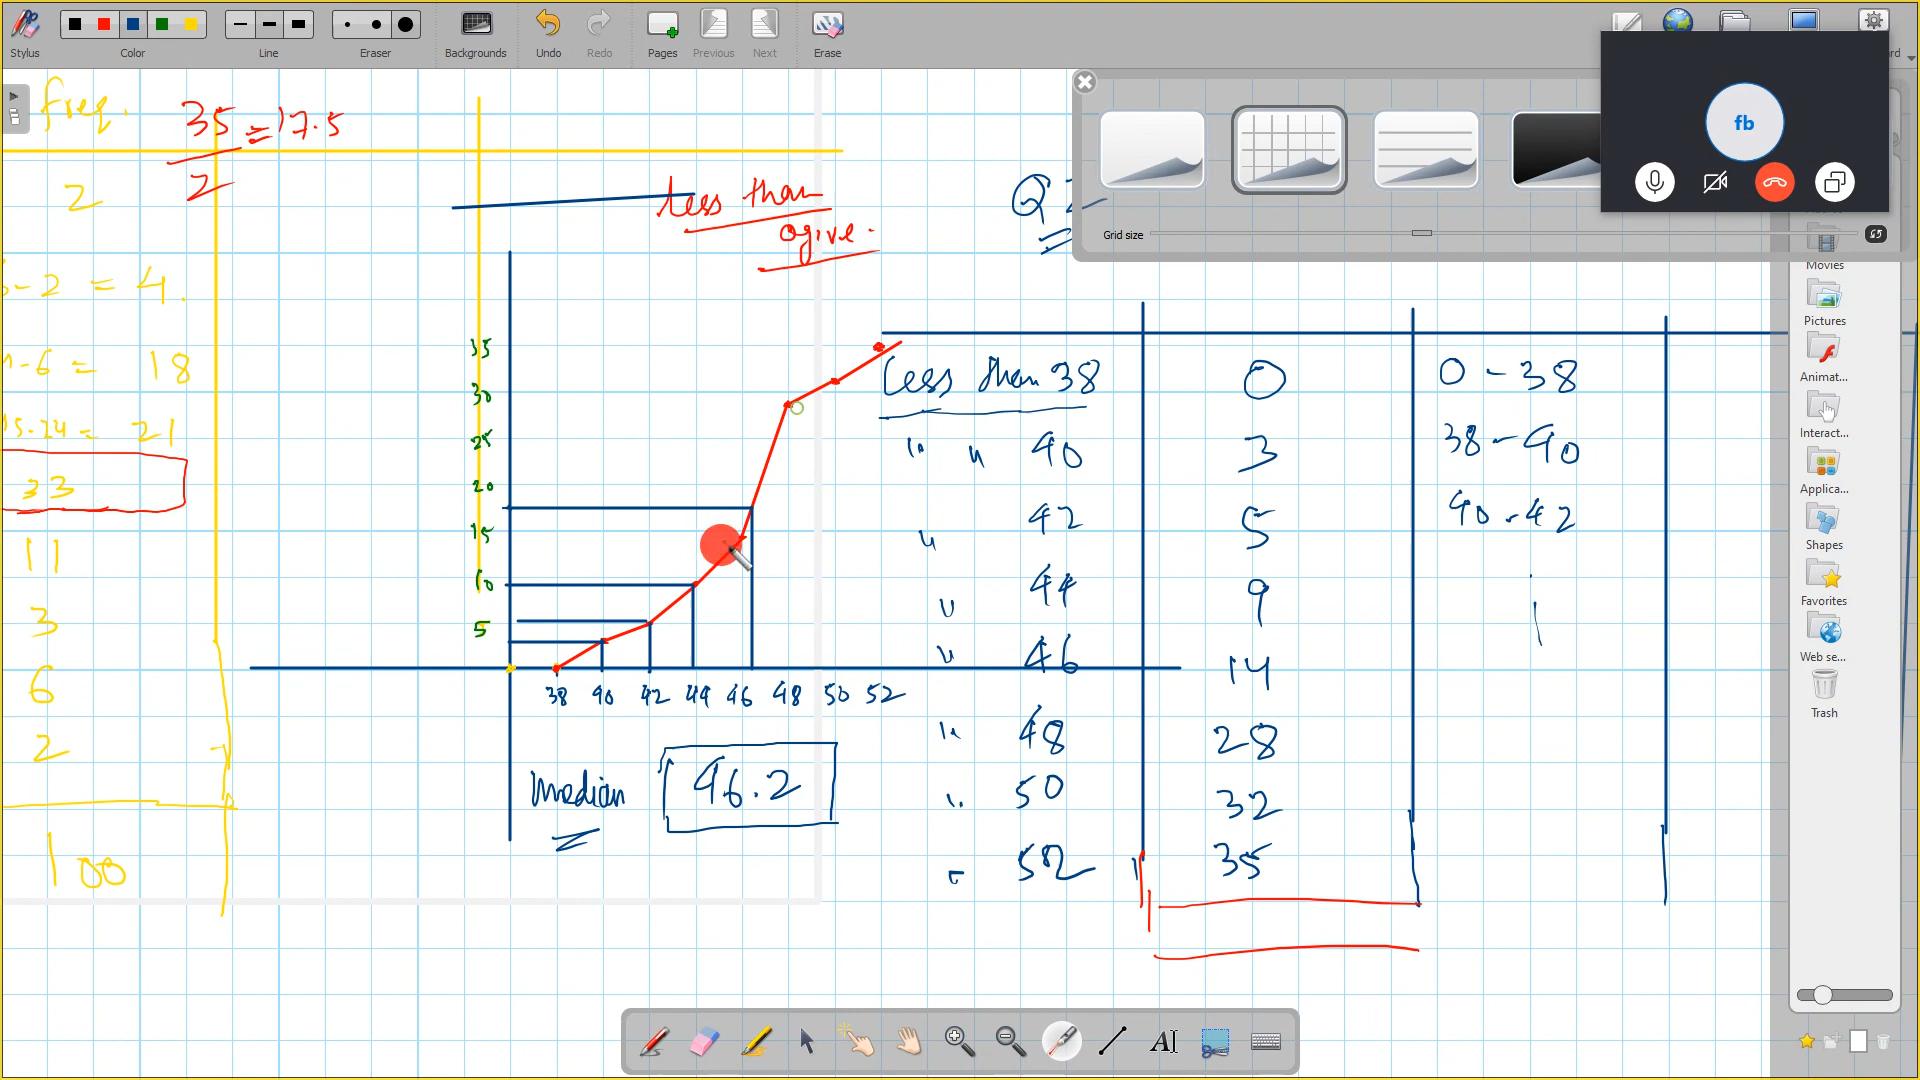 Stylus Color Line Eraser Backgrounds Undo Redo Pages Previous Next Erase
freq.
35/2 = 17.5
2
- 2 = 4.
- 6 = 18
15-24 = 21
33
11
3
6
2
100
less than
ogive.
Q 2
Grid size
fb
35
30
25
20
15
10
5
38 40 42 44 46 48 50 52
median 46.2
less than 38 0 0 - 38
" " 40 3 38 - 40
" 42 5 40 - 42
" 44 9
" 46 14
" 48 28
" 50 32
" 52 35
Movies
Pictures
Animat...
Interact...
Applica...
Shapes
Favorites
Web se...
Trash